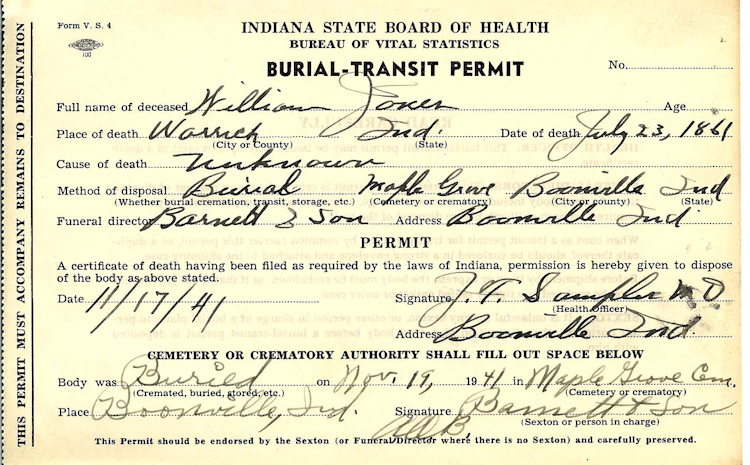 Form V. S. 4
100
INDIANA STATE BOARD OF HEALTH
BUREAU OF VITAL STATISTICS
BURIAL-TRANSIT PERMIT
No.
Full name of deceased William Jones Age
Place of death Warrick Ind. Date of death July 23, 1861
(City or County) (State)
Cause of death Unknown
Method of disposal Burial Maple Grove Boonville Ind
(Whether burial cremation, transit, storage, etc.) (Cemetery or crematory) (City or county) (State)
Funeral director Barnett & Son Address Boonville Ind.
PERMIT
A certificate of death having been filed as required by the laws of Indiana, permission is hereby given to dispose
of the body as above stated.
Date 11/17/41 Signature J. T. Samples M D
(Health Officer)
Address Boonville Ind.
CEMETERY OR CREMATORY AUTHORITY SHALL FILL OUT SPACE BELOW
Body was Buried on Nov. 19, 1941 in Maple Grove Cem.
(Cremated, buried, stored, etc.) (Cemetery or crematory)
Place Boonville, Ind. Signature Barnett & Son
(Sexton or person in charge)
This Permit should be endorsed by the Sexton (or Funeral Director where there is no Sexton) and carefully preserved.
THIS PERMIT MUST ACCOMPANY REMAINS TO DESTINATION